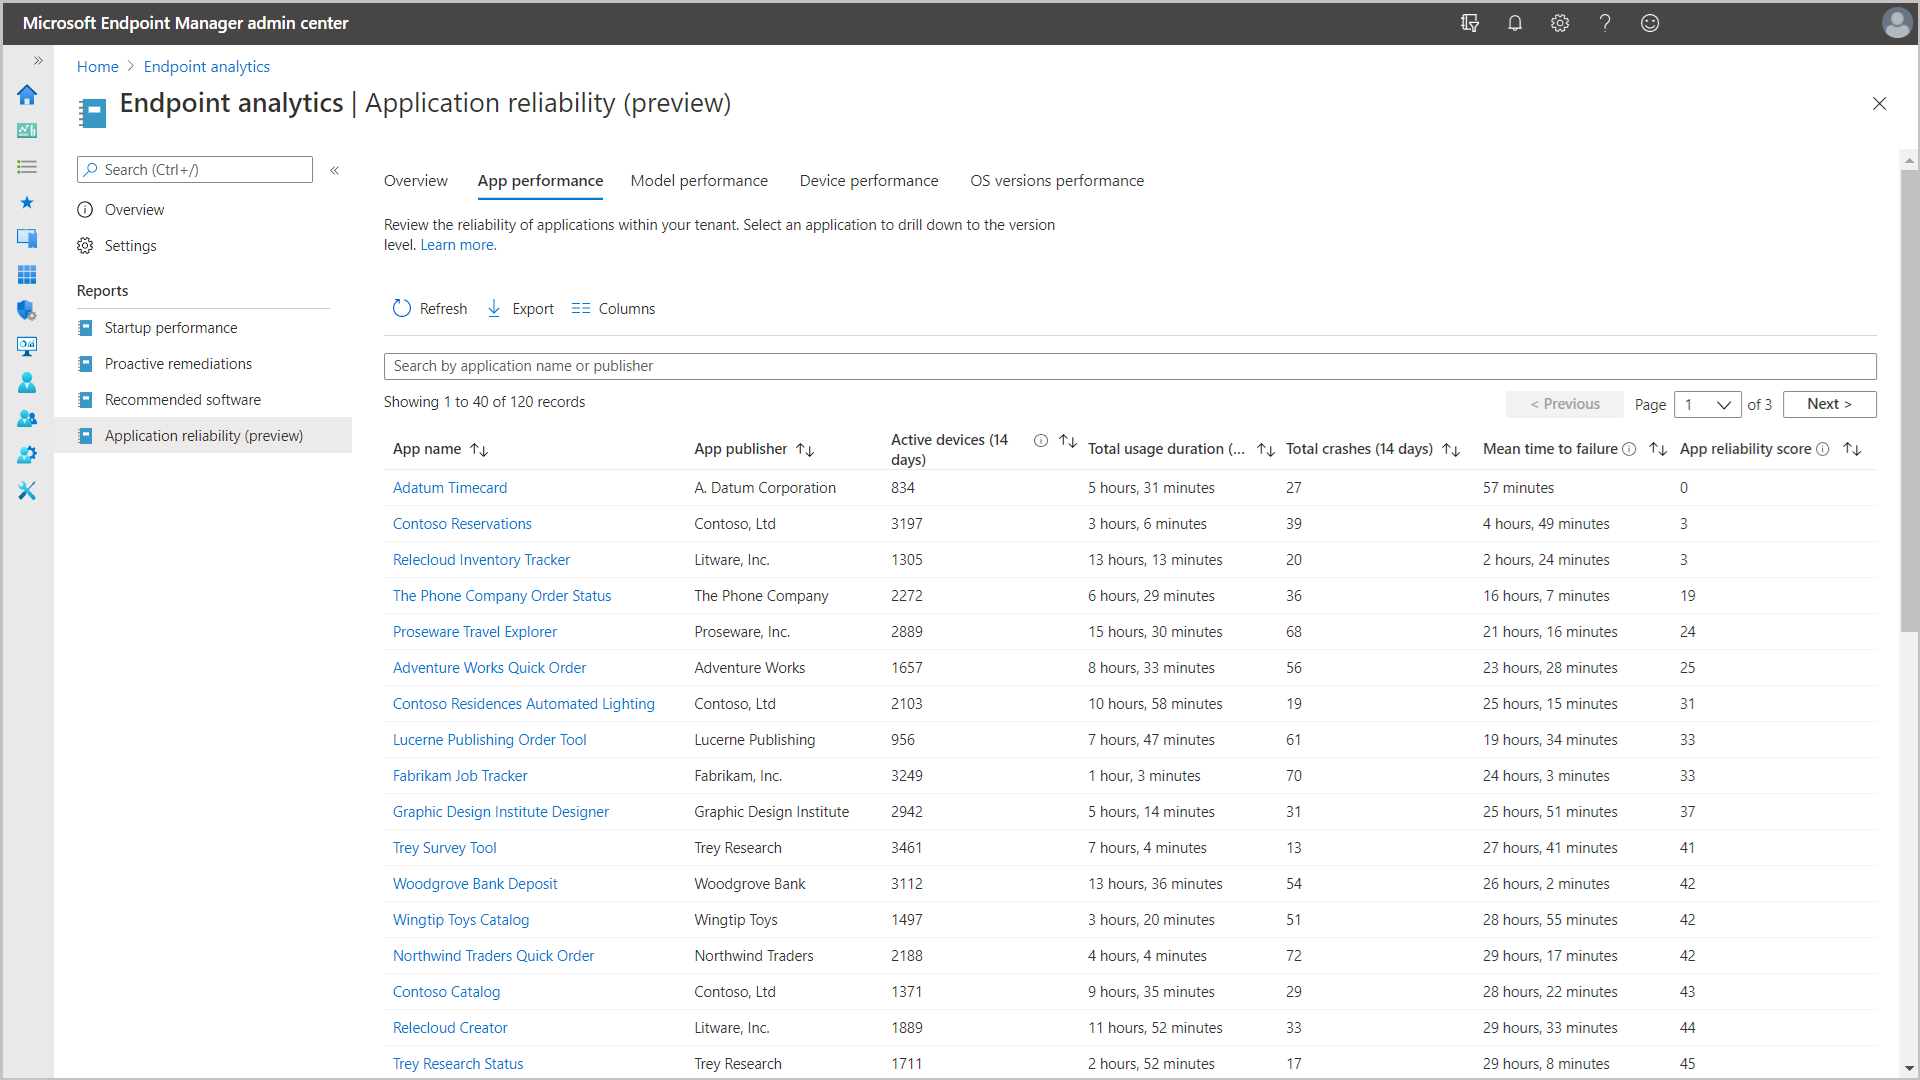 Microsoft Endpoint Manager admin center
Home > Endpoint analytics
Endpoint analytics | Application reliability (preview)
Search (Ctrl+/)
Overview
Settings
Reports
Startup performance
Proactive remediations
Recommended software
Application reliability (preview)
Overview App performance Model performance Device performance OS versions performance
Review the reliability of applications within your tenant. Select an application to drill down to the version
level. Learn more.
Refresh Export Columns
Search by application name or publisher
Showing 1 to 40 of 120 records
< Previous Page 1 of 3 Next >
App name App publisher Active devices (14 days) Total usage duration (... Total crashes (14 days) Mean time to failure App reliability score
Adatum Timecard A. Datum Corporation 834 5 hours, 31 minutes 27 57 minutes 0
Contoso Reservations Contoso, Ltd 3197 3 hours, 6 minutes 39 4 hours, 49 minutes 3
Relecloud Inventory Tracker Litware, Inc. 1305 13 hours, 13 minutes 20 2 hours, 24 minutes 3
The Phone Company Order Status The Phone Company 2272 6 hours, 29 minutes 36 16 hours, 7 minutes 19
Proseware Travel Explorer Proseware, Inc. 2889 15 hours, 30 minutes 68 21 hours, 16 minutes 24
Adventure Works Quick Order Adventure Works 1657 8 hours, 33 minutes 56 23 hours, 28 minutes 25
Contoso Residences Automated Lighting Contoso, Ltd 2103 10 hours, 58 minutes 19 25 hours, 15 minutes 31
Lucerne Publishing Order Tool Lucerne Publishing 956 7 hours, 47 minutes 61 19 hours, 34 minutes 33
Fabrikam Job Tracker Fabrikam, Inc. 3249 1 hour, 3 minutes 70 24 hours, 3 minutes 33
Graphic Design Institute Designer Graphic Design Institute 2942 5 hours, 14 minutes 31 25 hours, 51 minutes 37
Trey Survey Tool Trey Research 3461 7 hours, 4 minutes 13 27 hours, 41 minutes 41
Woodgrove Bank Deposit Woodgrove Bank 3112 13 hours, 36 minutes 54 26 hours, 2 minutes 42
Wingtip Toys Catalog Wingtip Toys 1497 3 hours, 20 minutes 51 28 hours, 55 minutes 42
Northwind Traders Quick Order Northwind Traders 2188 4 hours, 4 minutes 72 29 hours, 17 minutes 42
Contoso Catalog Contoso, Ltd 1371 9 hours, 35 minutes 29 28 hours, 22 minutes 43
Relecloud Creator Litware, Inc. 1889 11 hours, 52 minutes 33 29 hours, 33 minutes 44
Trey Research Status Trey Research 1711 2 hours, 52 minutes 17 29 hours, 8 minutes 45